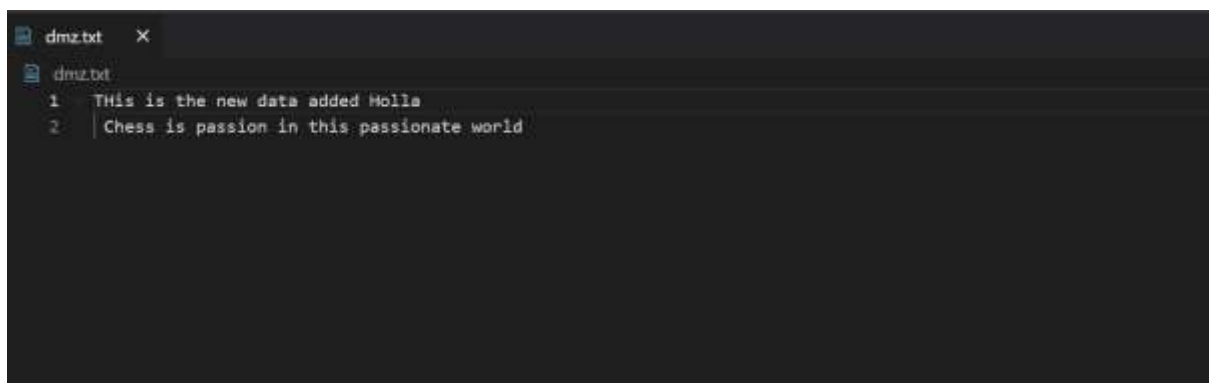 dmz.txt
dmz.txt
1 THis is the new data added Holla
2 Chess is passion in this passionate world